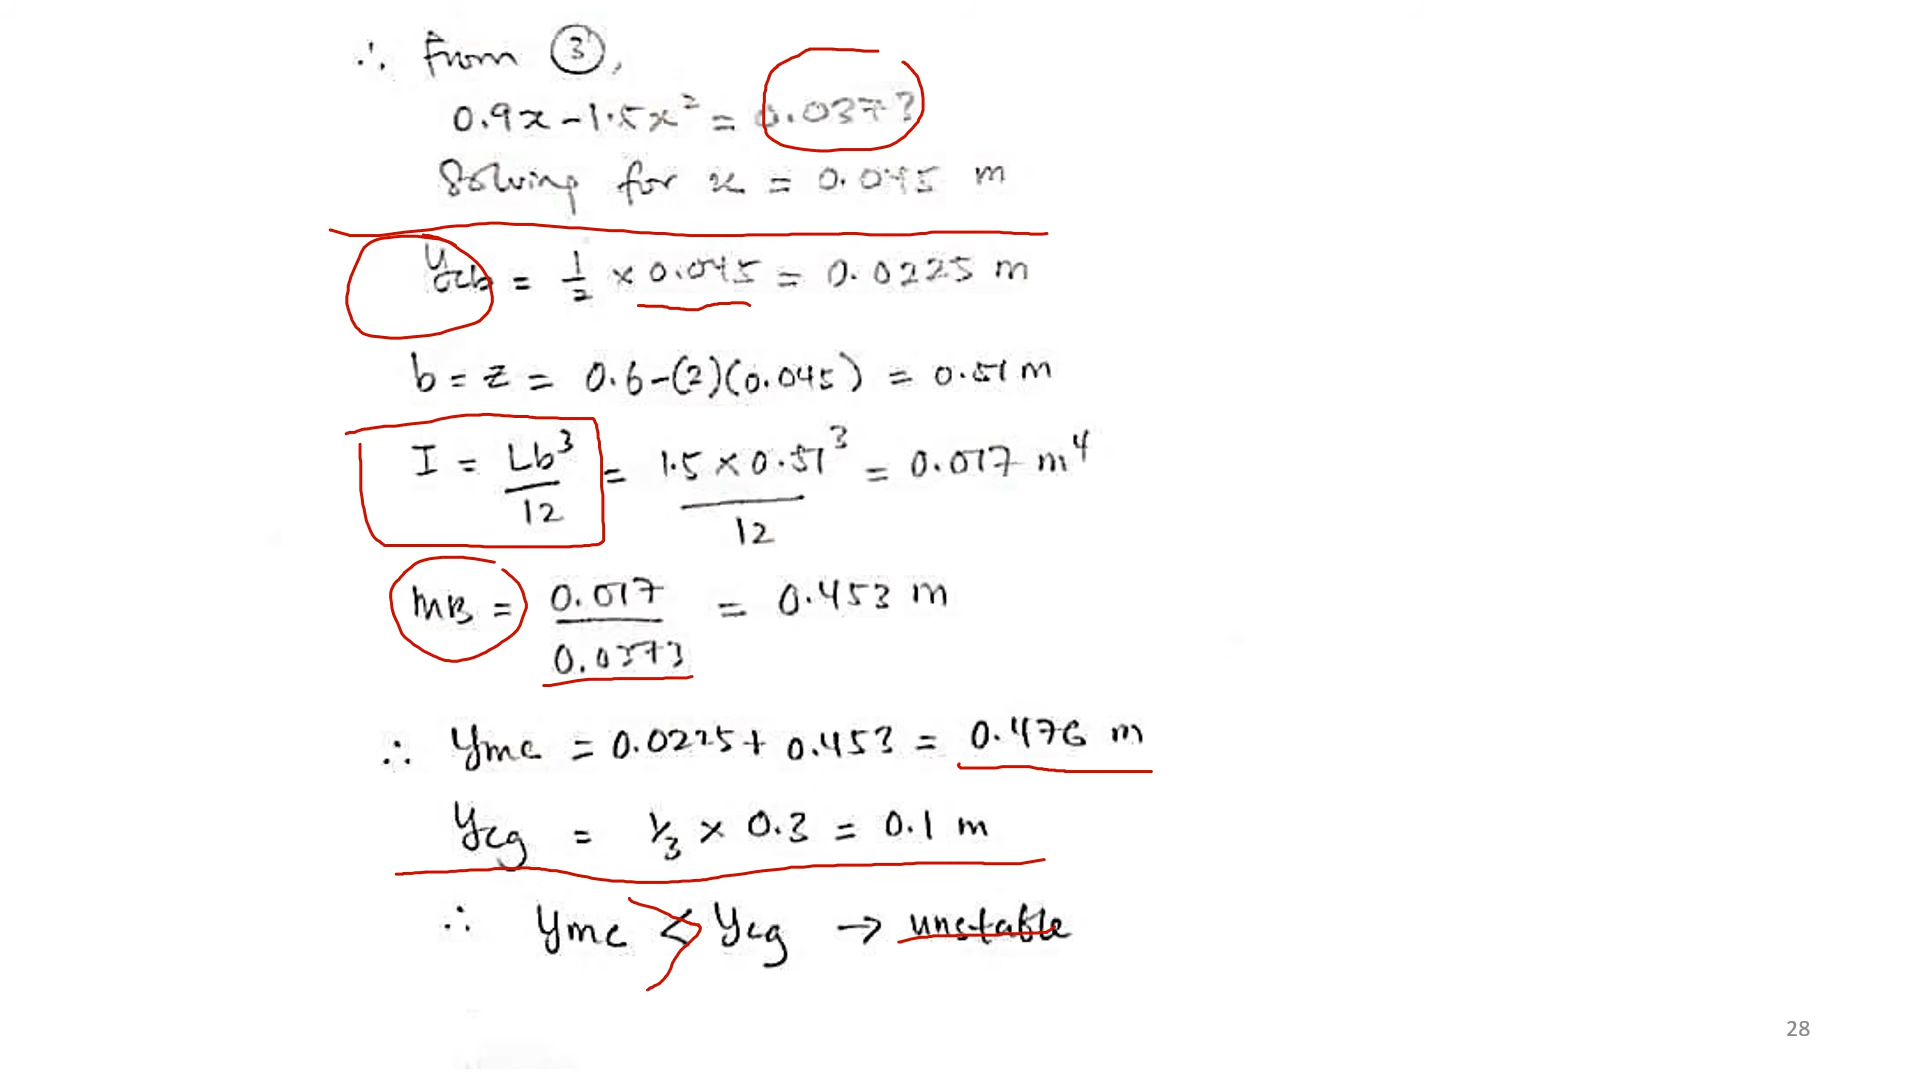 ∴ From ③,
0.9x - 1.5x² = 0.0373
Solving for x = 0.045 m
y_cb = 1/2 × 0.045 = 0.0225 m
b = z = 0.6 - (2)(0.045) = 0.51 m
I = Lb³/12 = 1.5 × 0.51³/12 = 0.017 m⁴
MB = 0.017/0.0373 = 0.453 m
∴ y_mc = 0.0225 + 0.453 = 0.476 m
y_cg = 1/3 × 0.3 = 0.1 m
∴ y_mc < > y_cg → unstable
28